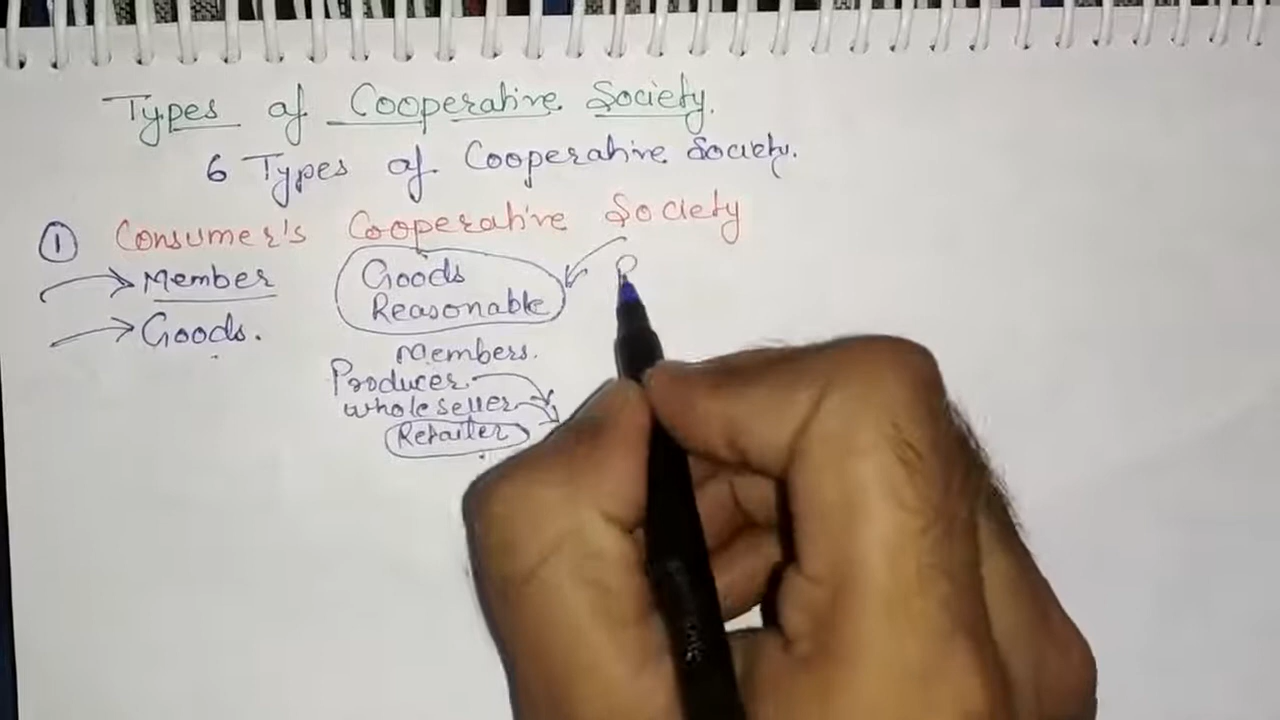 Types of Cooperative Society.
6 Types of Cooperative Society.
① Consumer's Cooperative Society
Member
Goods.
Goods
Reasonable
Members.
Producer
wholeseller
Retailer
P